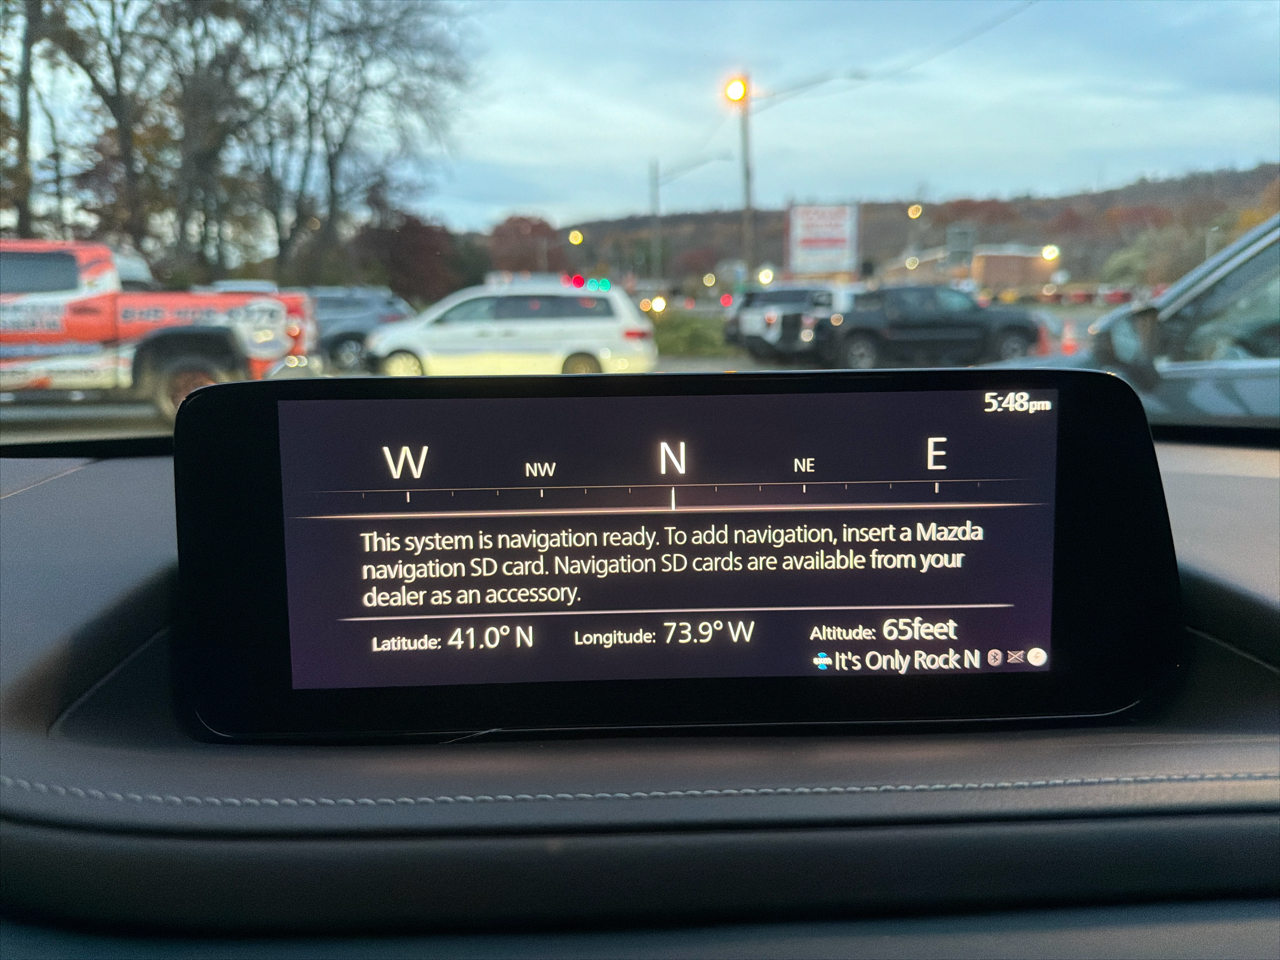 5:48pm
W NW N NE E
This system is navigation ready. To add navigation, insert a Mazda
navigation SD card. Navigation SD cards are available from your
dealer as an accessory.
Latitude: 41.0° N Longitude: 73.9° W Altitude: 65feet
It's Only Rock N